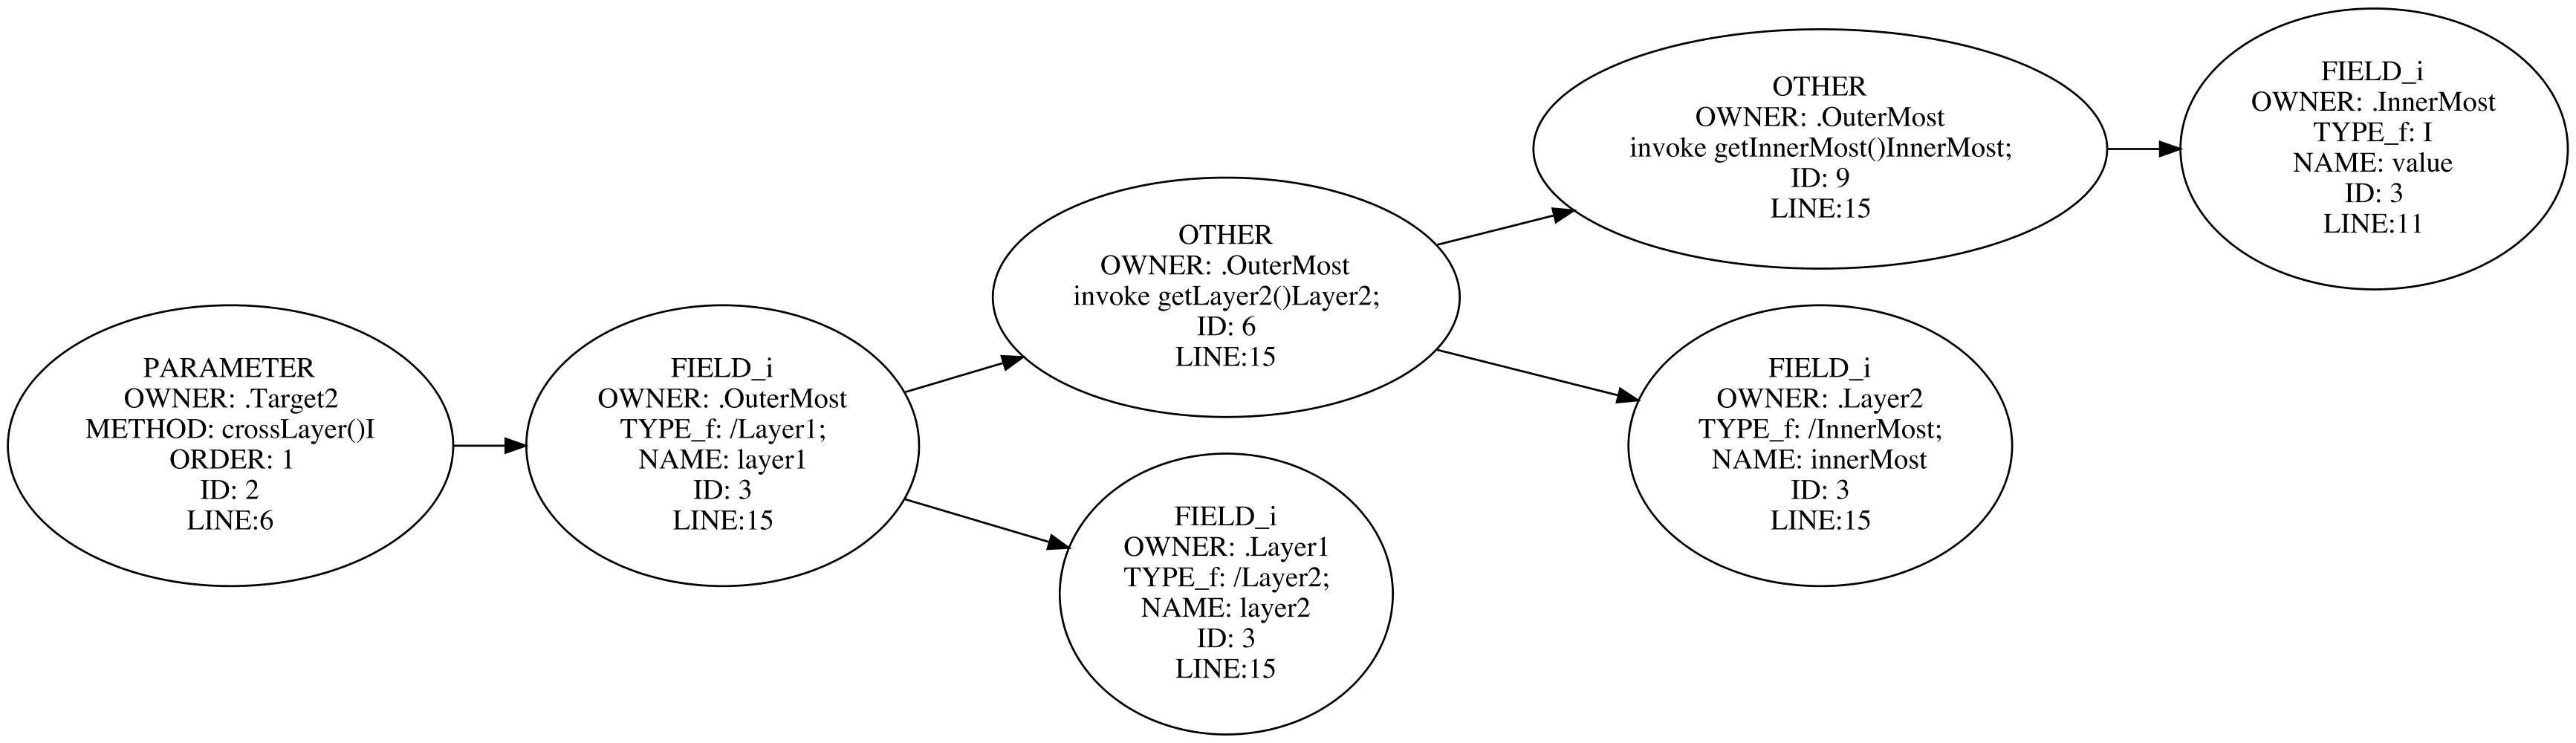 PARAMETER
OWNER: .Target2
METHOD: crossLayer()I
ORDER: 1
ID: 2
LINE:6
FIELD_i
OWNER: .OuterMost
TYPE_f: /Layer1;
NAME: layer1
ID: 3
LINE:15
OTHER
OWNER: .OuterMost
invoke getLayer2()Layer2;
ID: 6
LINE:15
FIELD_i
OWNER: .Layer1
TYPE_f: /Layer2;
NAME: layer2
ID: 3
LINE:15
OTHER
OWNER: .OuterMost
invoke getInnerMost()InnerMost;
ID: 9
LINE:15
FIELD_i
OWNER: .Layer2
TYPE_f: /InnerMost;
NAME: innerMost
ID: 3
LINE:15
FIELD_i
OWNER: .InnerMost
TYPE_f: I
NAME: value
ID: 3
LINE:11